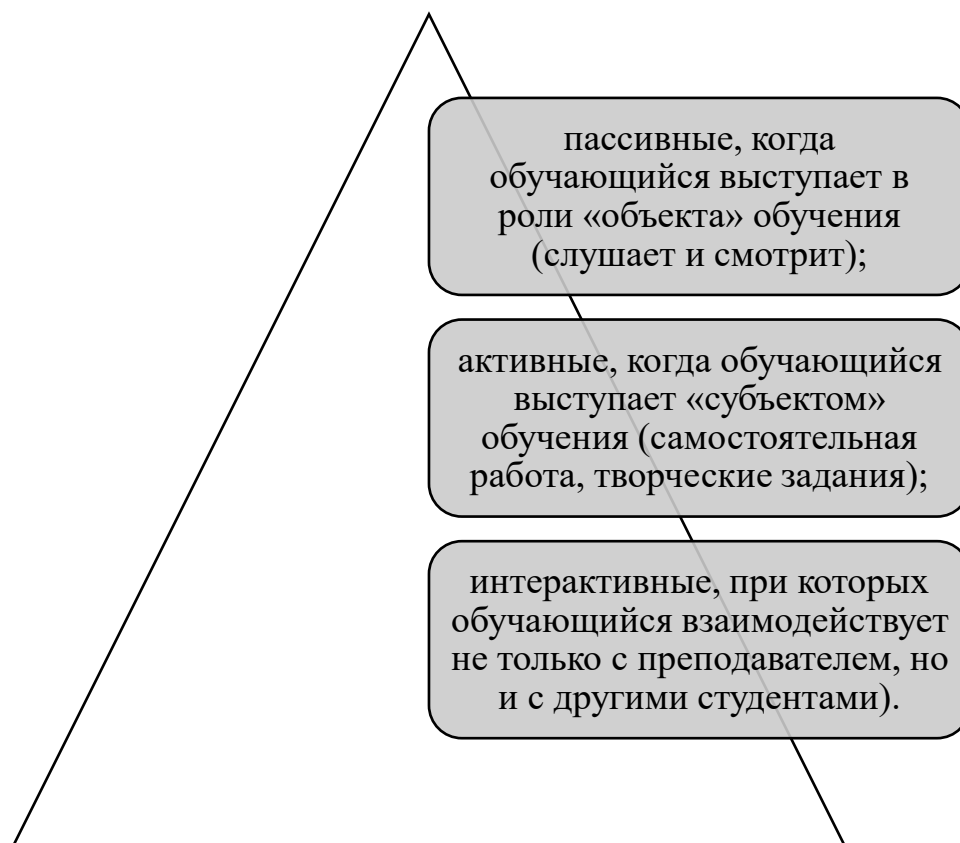 пассивные, когда
обучающийся выступает в
роли «объекта» обучения
(слушает и смотрит);
активные, когда обучающийся
выступает «субъектом»
обучения (самостоятельная
работа, творческие задания);
интерактивные, при которых
обучающийся взаимодействует
не только с преподавателем, но
и с другими студентами).